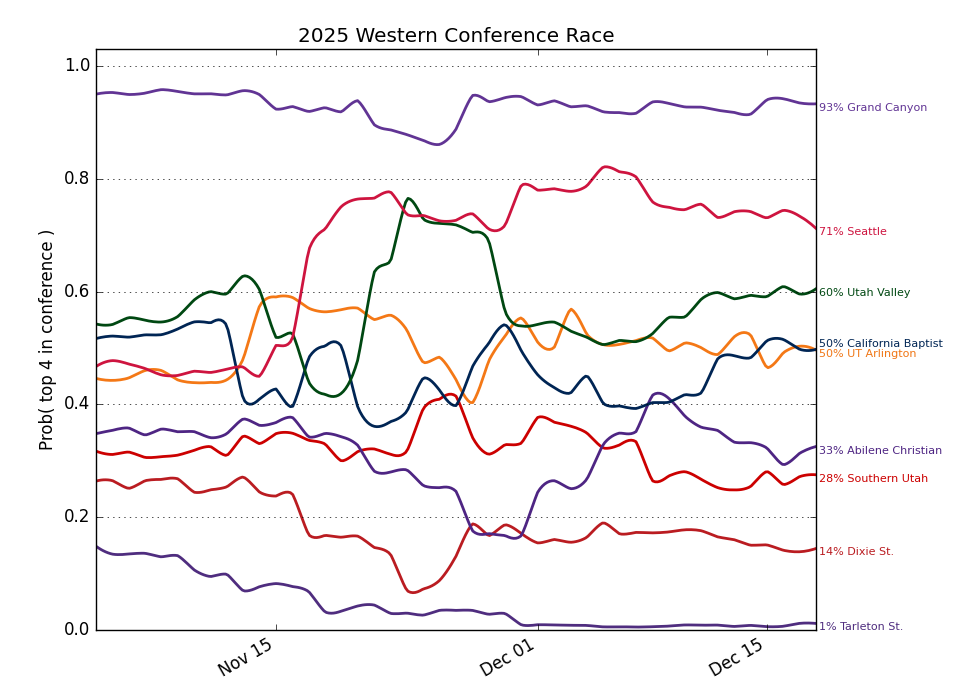 2025 Western Conference Race
Prob( top 4 in conference )
1.0
0.8
0.6
0.4
0.2
0.0
Nov 15
Dec 01
Dec 15
93% Grand Canyon
71% Seattle
60% Utah Valley
50% California Baptist
50% UT Arlington
33% Abilene Christian
28% Southern Utah
14% Dixie St.
1% Tarleton St.